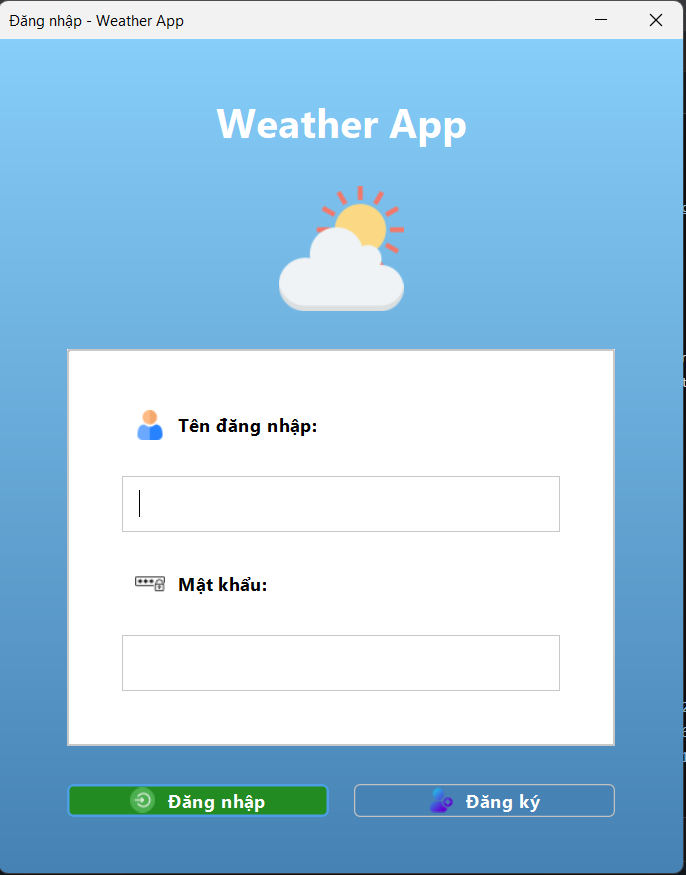 Đăng nhập - Weather App
Weather App
Tên đăng nhập:
Mật khẩu:
Đăng nhập
Đăng ký